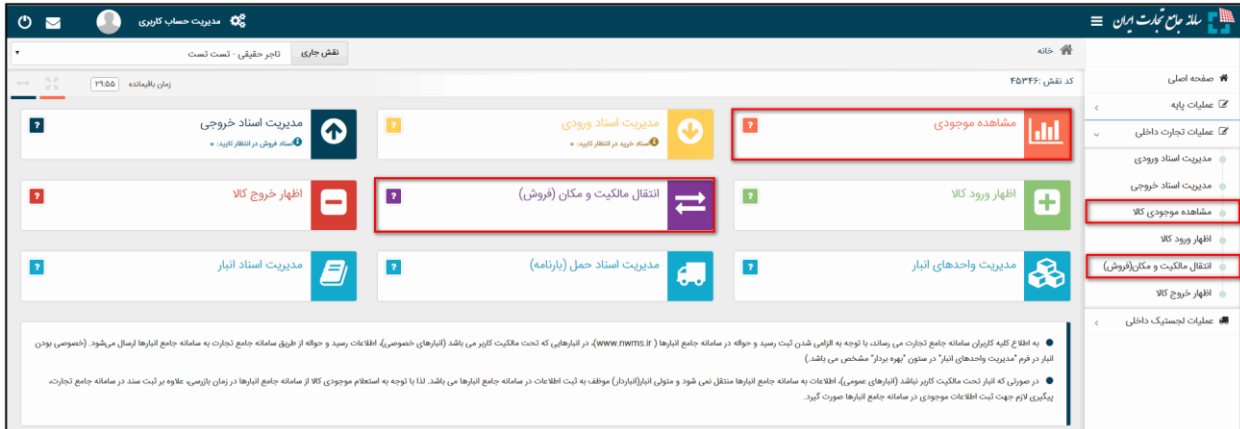 سامانه جامع تجارت ایران
مدیریت حساب کاربری
خانه
نقش جاری
تاجر حقیقی - تست تست
کد نقش :۴۵۳۴۶
زمان باقیمانده ۲۹:۵۵
صفحه اصلی
عملیات پایه
عملیات تجارت داخلی
مدیریت اسناد ورودی
مدیریت اسناد خروجی
مشاهده موجودی کالا
اظهار ورود کالا
انتقال مالکیت و مکان(فروش)
اظهار خروج کالا
عملیات لجستیک داخلی
مشاهده موجودی
?
مدیریت اسناد ورودی
اسناد خرید در انتظار تایید: ۰
?
مدیریت اسناد خروجی
اسناد فروش در انتظار تایید: ۰
?
اظهار ورود کالا
?
انتقال مالکیت و مکان (فروش)
?
اظهار خروج کالا
?
مدیریت واحدهای انبار
?
مدیریت اسناد حمل (بارنامه)
?
مدیریت اسناد انبار
?
به اطلاع کلیه کاربران سامانه جامع تجارت می رساند، با توجه به الزامی شدن ثبت رسید و حواله در سامانه جامع انبارها ( www.nwms.ir)، در انبارهایی که تحت مالکیت کاربر می باشد (انبارهای خصوصی)، اطلاعات رسید و حواله از طریق سامانه جامع تجارت به سامانه جامع انبارها ارسال می‌شود. (خصوصی بودن
انبار در فرم "مدیریت واحدهای انبار" در ستون "بهره بردار" مشخص می باشد.)
در صورتی که انبار تحت مالکیت کاربر نباشد (انبارهای عمومی)، اطلاعات به سامانه جامع انبارها منتقل نمی شود و متولی انبار(انباردار) موظف به ثبت اطلاعات در سامانه جامع انبارها می باشد. لذا با توجه به استعلام موجودی کالا از سامانه جامع انبارها در زمان بازرسی، علاوه بر ثبت سند در سامانه جامع تجارت،
پیگیری لازم جهت ثبت اطلاعات موجودی در سامانه جامع انبارها صورت گیرد.